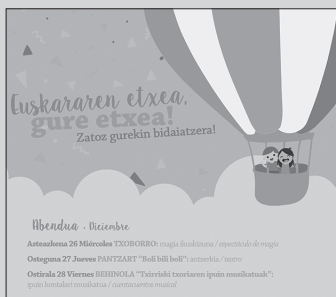 Euskararen etxea,
gure etxea!
Zatoz gurekin bidaiatzera!
Abendua - Diciembre
Asteazkena 26 Miércoles TXOBORRO: magia ikuskizuna / espectáculo de magia
Osteguna 27 Jueves PANTZART "Boli bili boli": antzerkia / teatro
Ostirala 28 Viernes BEHINOLA "Txirriski txoriaren ipuin musikatuak":
ipuin kontaketa musikatua / cuentacuentos musical